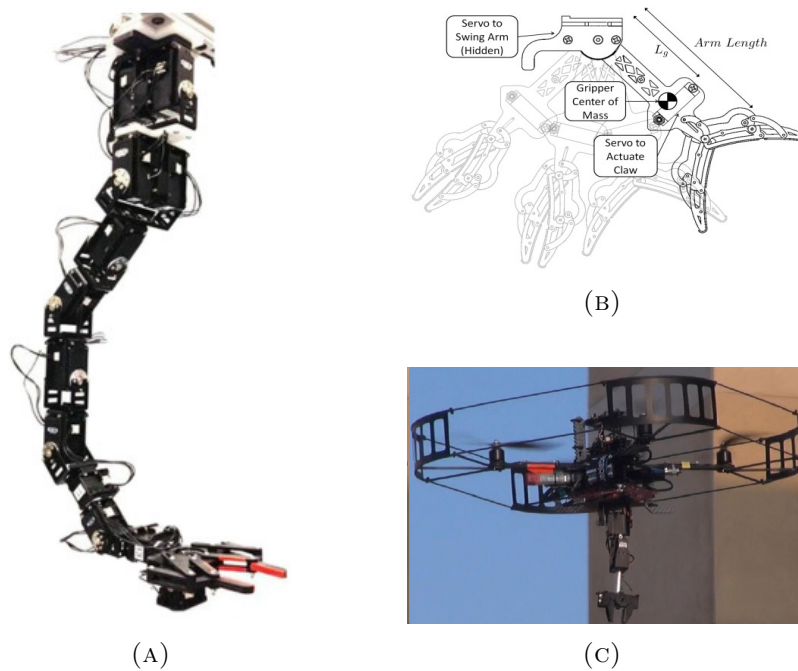 Servo to
Swing Arm
(Hidden)
Arm Length
L_g
Gripper
Center of
Mass
Servo to
Actuate
Claw
(A)
(B)
(C)